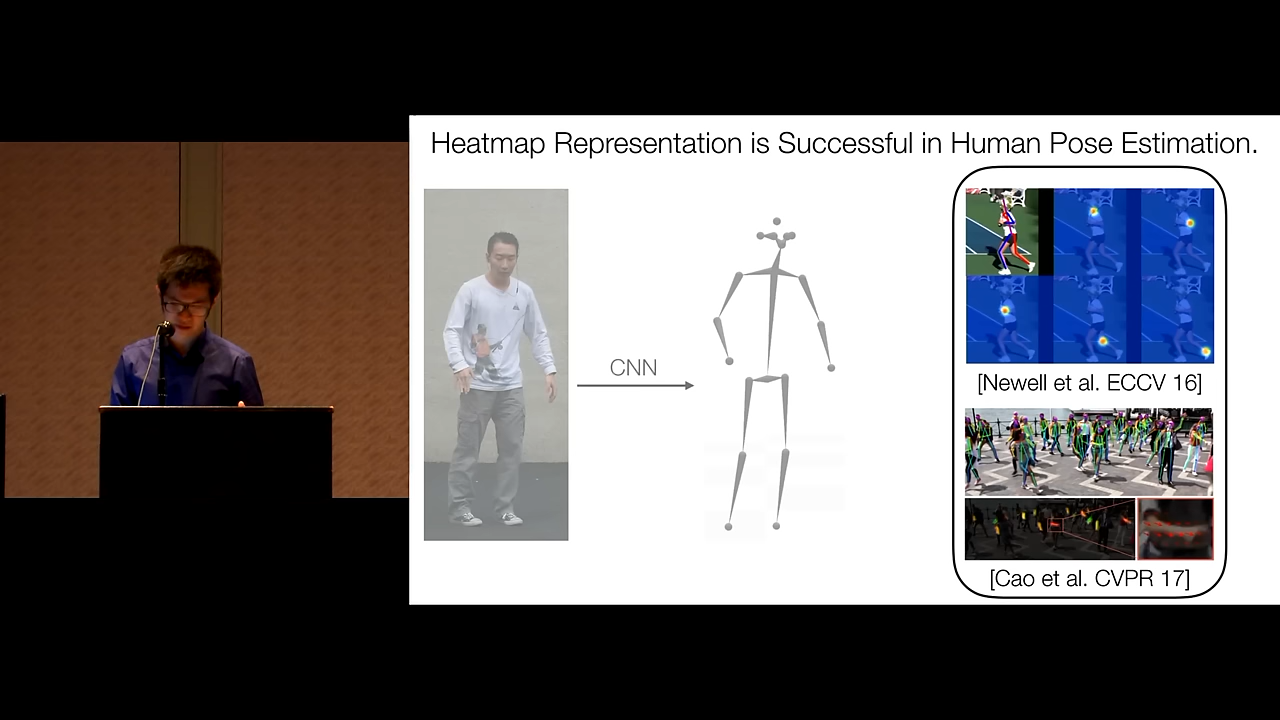 Heatmap Representation is Successful in Human Pose Estimation.
CNN
[Newell et al. ECCV 16]
[Cao et al. CVPR 17]